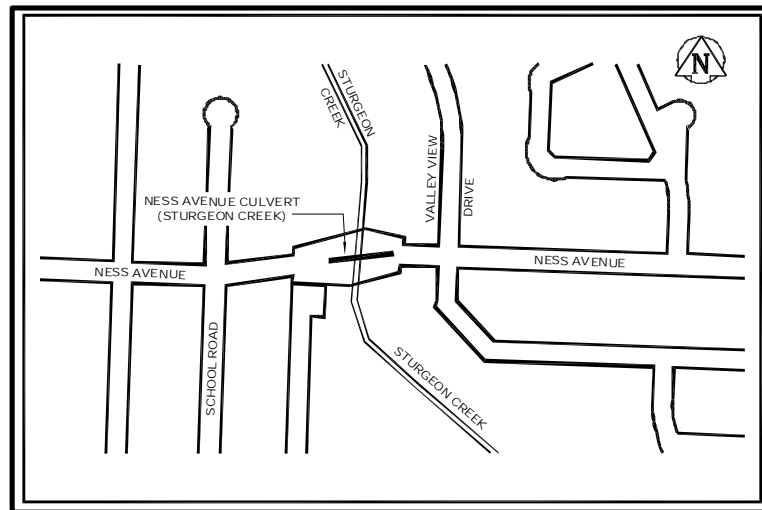 N
STURGEON
CREEK
VALLEY VIEW
DRIVE
NESS AVENUE CULVERT
(STURGEON CREEK)
NESS AVENUE
NESS AVENUE
SCHOOL ROAD
STURGEON CREEK